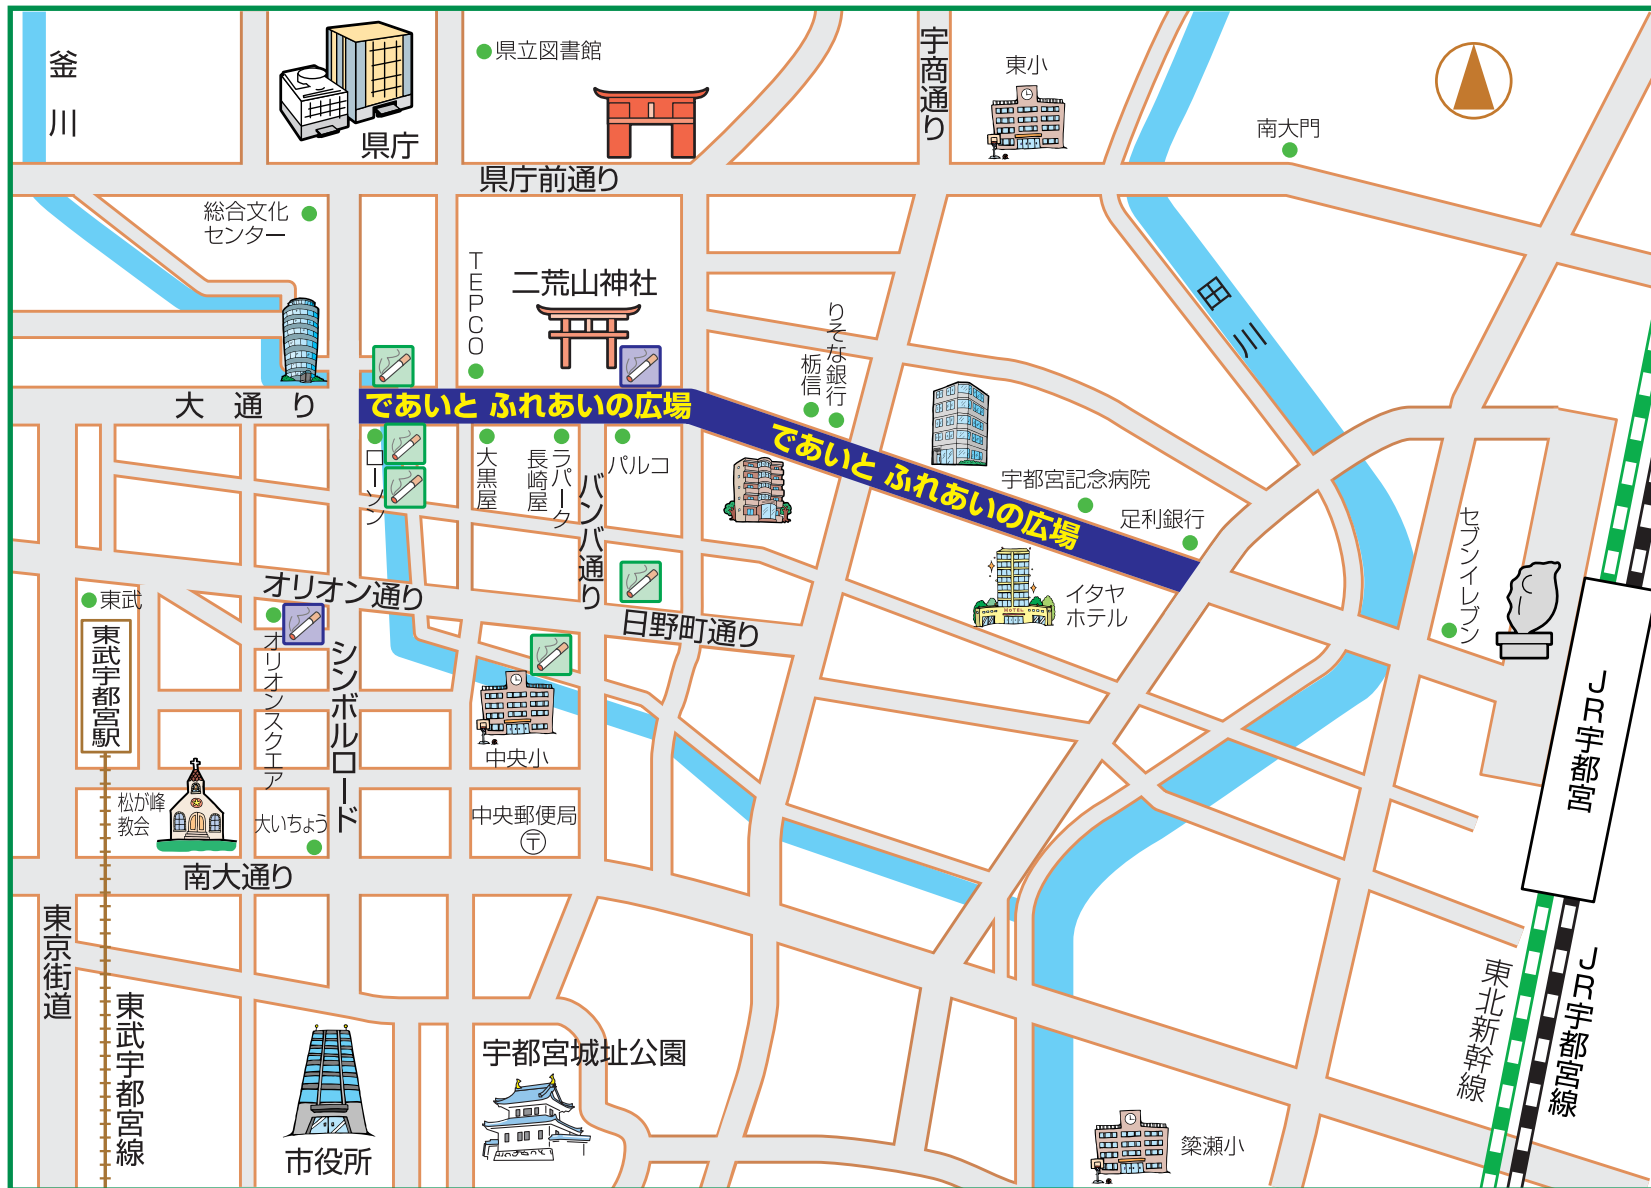 釜川
県庁
県立図書館
宇商通り
東小
南大門
県庁前通り
総合文化
センター
TEPCO
二荒山神社
りそな銀行
栃信
田川
大通り
であいと ふれあいの広場
であいと ふれあいの広場
ローソン
大黒屋
ラパーク
長崎屋
バンバ通り
パルコ
宇都宮記念病院
足利銀行
セブンイレブン
イタヤ
ホテル
オリオン通り
日野町通り
東武
東武宇都宮駅
オリオンスクエア
シンボルロード
HOTEL
JR宇都宮
中央小
松が峰
教会
大いちょう
中央郵便局
〒
南大通り
東京街道
東武宇都宮線
市役所
宇都宮城址公園
東北新幹線
JR宇都宮線
簗瀬小